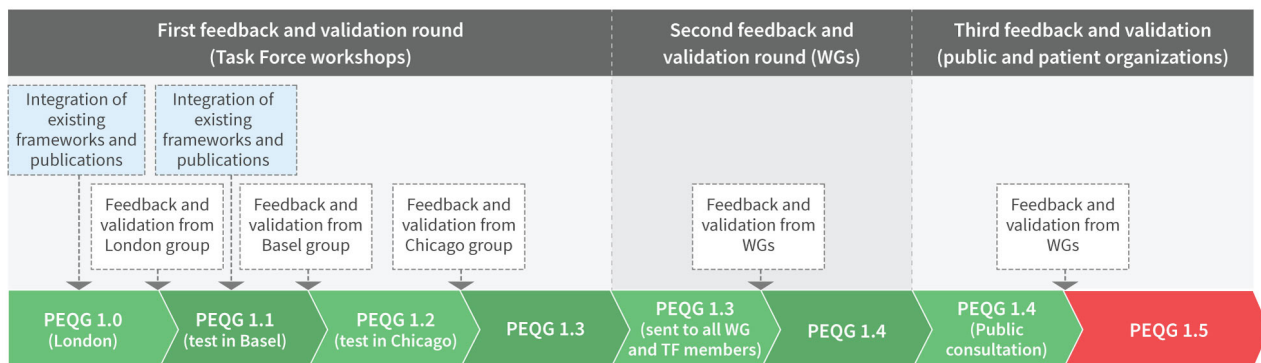 First feedback and validation round
(Task Force workshops)
Second feedback and
validation round (WGs)
Third feedback and validation
(public and patient organizations)
Integration of
existing
frameworks and
publications
Integration of
existing
frameworks and
publications
Feedback and
validation from
London group
Feedback and
validation from
Basel group
Feedback and
validation from
Chicago group
Feedback and
validation from
WGs
Feedback and
validation from
WGs
PEQG 1.0
(London)
PEQG 1.1
(test in Basel)
PEQG 1.2
(test in Chicago)
PEQG 1.3
PEQG 1.3
(sent to all WG
and TF members)
PEQG 1.4
PEQG 1.4
(Public
consultation)
PEQG 1.5